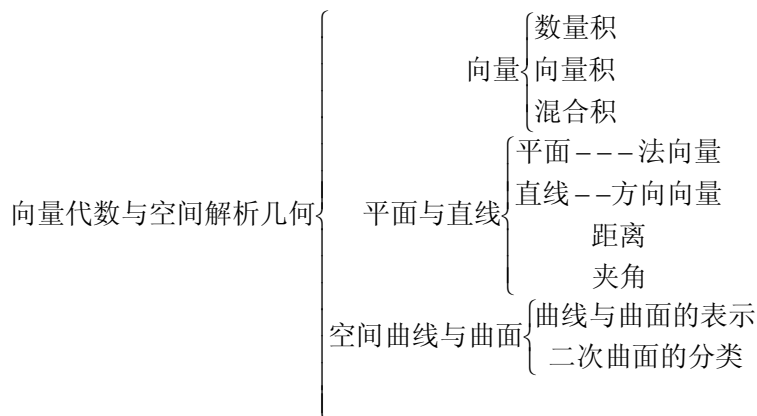 数量积
向量
向量积
混合积
平面---法向量
直线--方向向量
向量代数与空间解析几何
平面与直线
距离
夹角
曲线与曲面的表示
空间曲线与曲面
二次曲面的分类